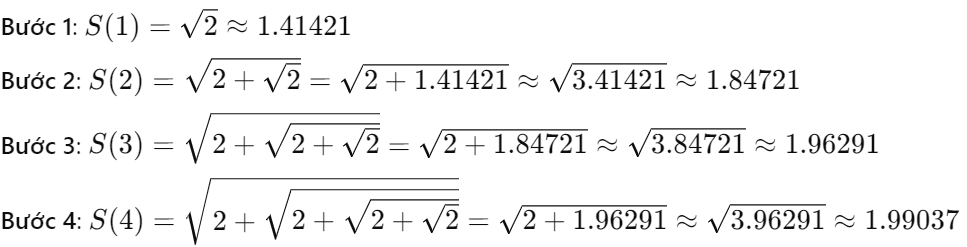 Bước 1: S(1) = √2 ≈ 1.41421
Bước 2: S(2) = √(2 + √2) = √(2 + 1.41421) ≈ √3.41421 ≈ 1.84721
Bước 3: S(3) = √(2 + √(2 + √2)) = √(2 + 1.84721) ≈ √3.84721 ≈ 1.96291
Bước 4: S(4) = √(2 + √(2 + √(2 + √2))) = √(2 + 1.96291) ≈ √3.96291 ≈ 1.99037